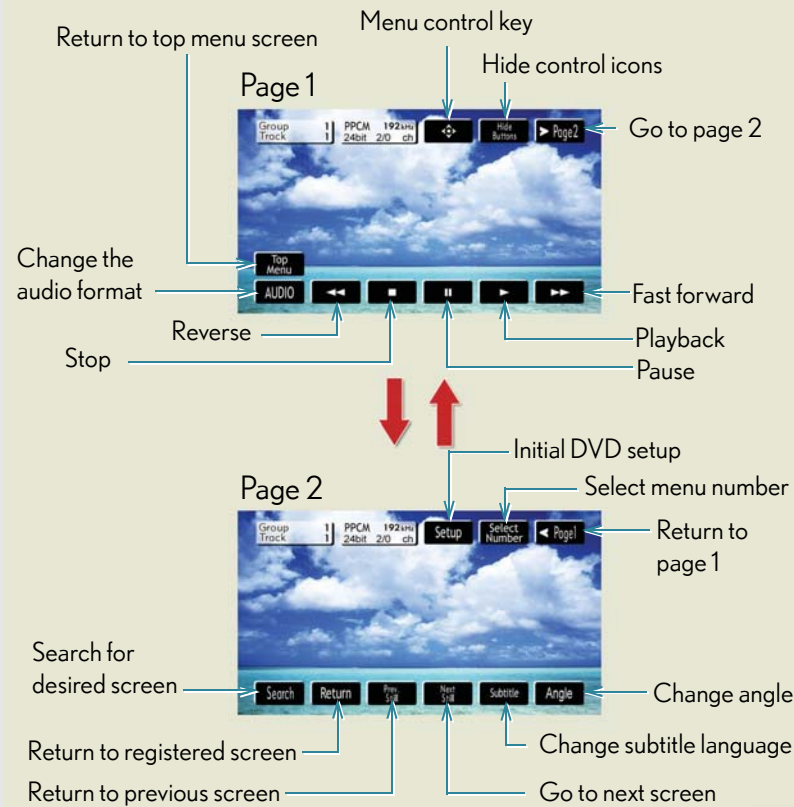 Menu control key
Return to top menu screen
Hide control icons
Page 1
Group 1
Track 1
PPCM 192kHz
24bit 2/0 ch
Hide
Buttons
Page2
Go to page 2
Change the
audio format
Top
Menu
AUDIO
Fast forward
Reverse
Playback
Stop
Pause
Initial DVD setup
Page 2
Select menu number
Group 1
Track 1
PPCM 192kHz
24bit 2/0 ch
Setup
Select
Number
Page1
Return to
page 1
Search for
desired screen
Search
Return
Prev.
Still
Next
Still
Subtitle
Angle
Change angle
Return to registered screen
Change subtitle language
Return to previous screen
Go to next screen